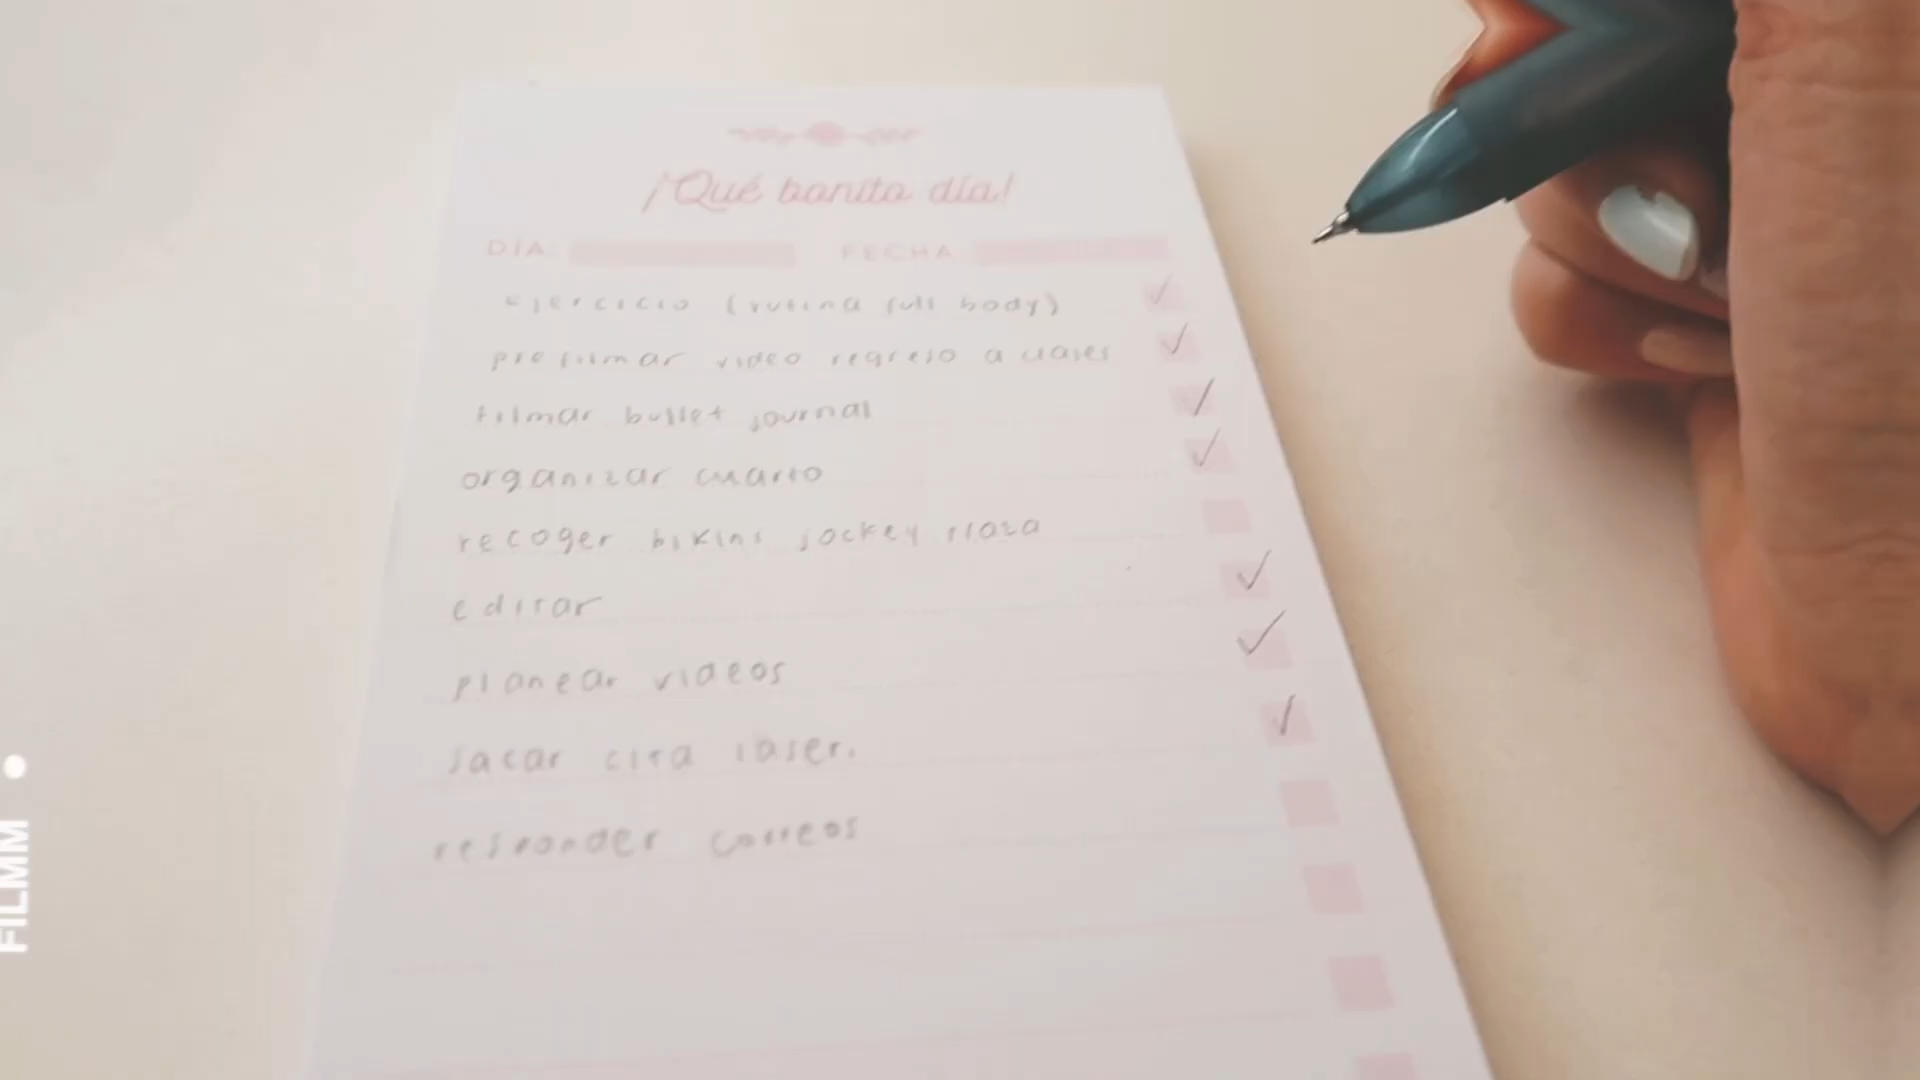 ¡Qué bonito día!
DÍA: FECHA
ejercicio (rutina full body)
prefilmar video regreso a clases
filmar bullet journal
organizar cuarto
recoger bikini jockey plaza
editar
planear videos
sacar cita laser.
responder correos
FILMM